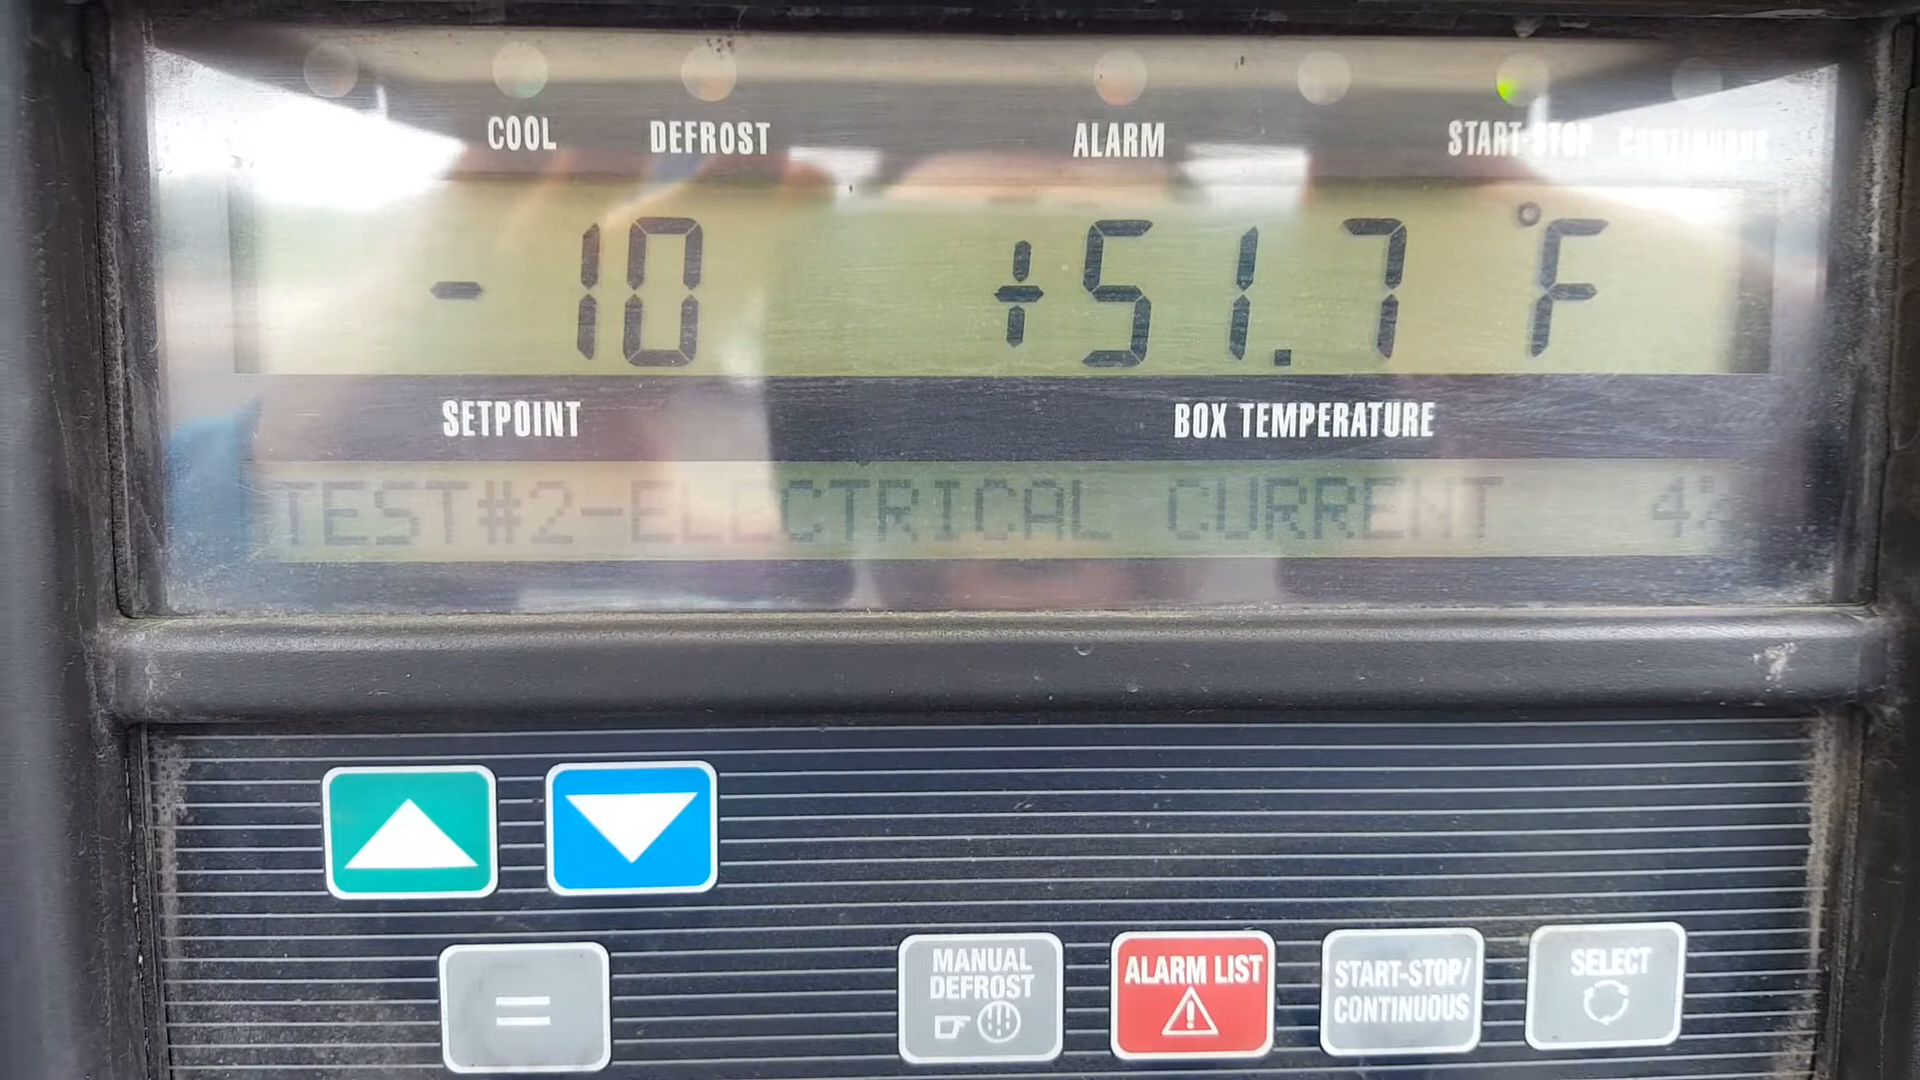 COOL DEFROST ALARM START-STOP CONTINUOUS
-10 +51.7 °F
SETPOINT BOX TEMPERATURE
TEST#2-ELECTRICAL CURRENT
=
MANUAL DEFROST
ALARM LIST
START-STOP/
CONTINUOUS
SELECT